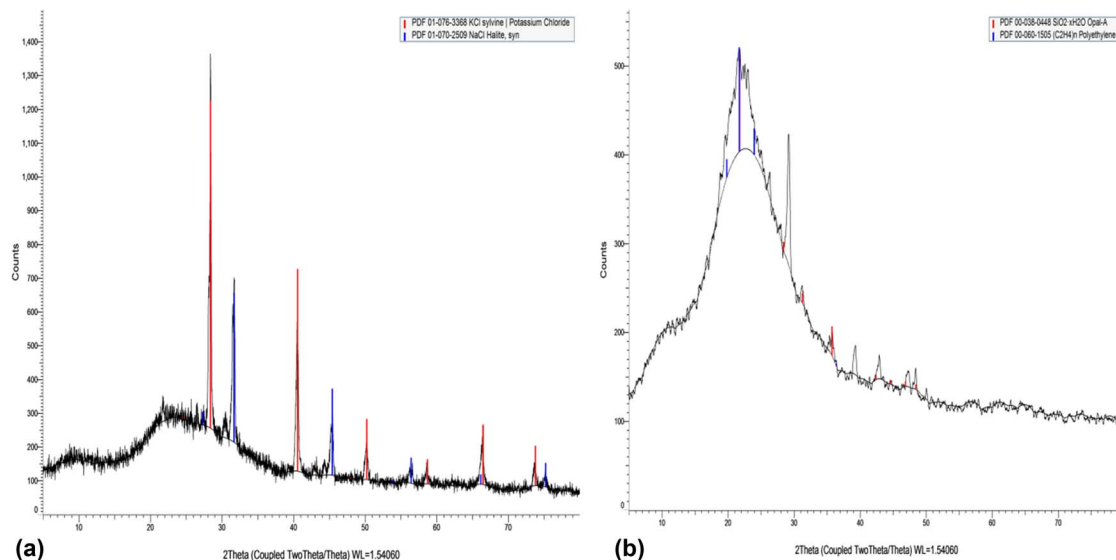 PDF 01-076-3368 KCl sylvine | Potassium Chloride
PDF 01-070-2509 NaCl Halite, syn
1,400
1,300
1,200
1,100
1,000
900
800
700
600
500
400
300
200
100
0
Counts
10 20 30 40 50 60 70
2Theta (Coupled TwoTheta/Theta) WL=1.54060
(a)
PDF 00-038-0448 SiO2·xH2O Opal-A
PDF 00-060-1505 (C2H4)n Polyethylene
500
400
300
200
100
0
Counts
10 20 30 40 50 60 70
2Theta (Coupled TwoTheta/Theta) WL=1.54060
(b)